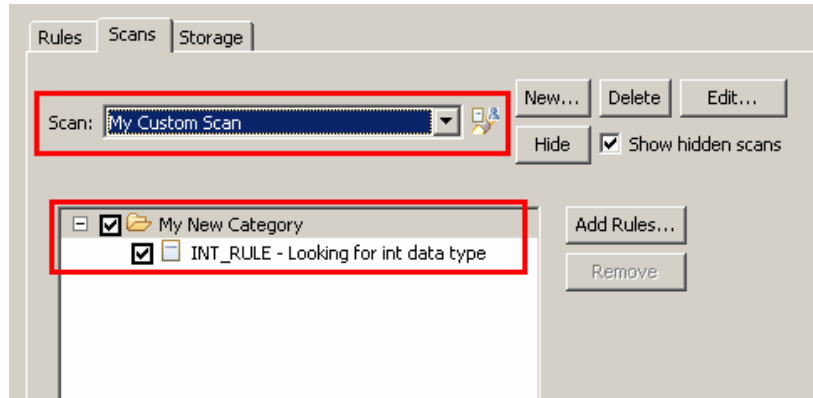 Rules Scans Storage
New... Delete Edit...
Scan: My Custom Scan
Hide Show hidden scans
My New Category
Add Rules...
INT_RULE - Looking for int data type
Remove